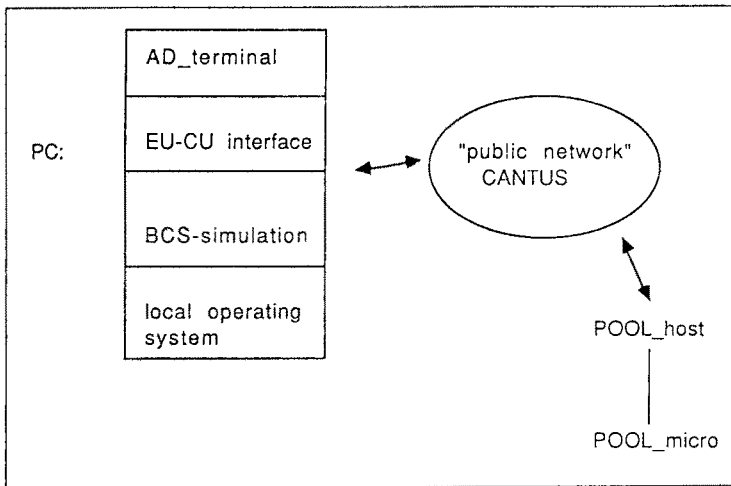 AD_terminal
EU-CU interface
PC:
BCS-simulation
local operating
system
"public network"
CANTUS
POOL_host
POOL_micro